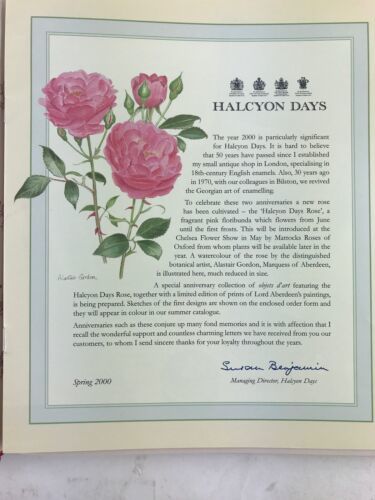 HALCYON DAYS
The year 2000 is particularly significant
for Halcyon Days. It is hard to believe
that 50 years have passed since I established
my small antique shop in London, specialising in
18th-century English enamels. Also, 30 years ago
in 1970, with our colleagues in Bilston, we revived
the Georgian art of enamelling.
To celebrate these two anniversaries a new rose
has been cultivated – the 'Halcyon Days Rose', a
fragrant pink floribunda which flowers from June
until the first frosts. This will be introduced at the
Chelsea Flower Show in May by Mattocks Roses of
Oxford from whom plants will be available later in the
year. A watercolour of the rose by the distinguished
botanical artist, Alastair Gordon, Marquess of Aberdeen,
is illustrated here, much reduced in size.
Alastair Gordon.
A special anniversary collection of objets d'art featuring the
Halcyon Days Rose, together with a limited edition of prints of Lord Aberdeen's paintings,
is being prepared. Sketches of the first designs are shown on the enclosed order form and
they will appear in colour in our summer catalogue.
Anniversaries such as these conjure up many fond memories and it is with affection that I
recall the wonderful support and countless charming letters we have received from you our
customers, to whom I send sincere thanks for your loyalty throughout the years.
Susan Benjamin
Spring 2000
Managing Director, Halcyon Days